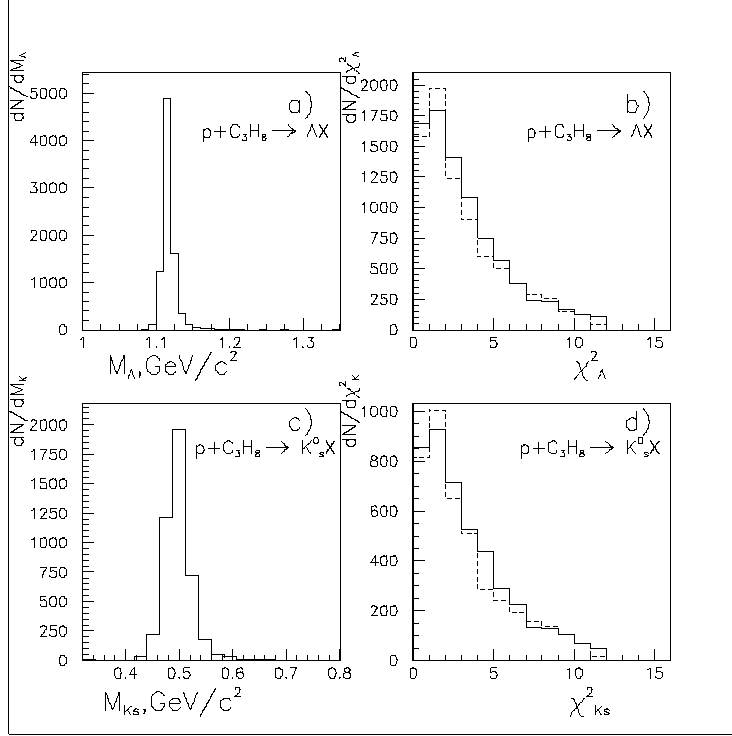 dN/dM_Λ
5000
4000
3000
2000
1000
0
a)
p+C₃H₈→ ΛX
1 1.1 1.2 1.3
M_Λ,GeV/c²
dN/dχ²_Λ
2000
1750
1500
1250
1000
750
500
250
0
b)
p+C₃H₈→ ΛX
0 5 10 15
χ²_Λ
dN/dM_K
2000
1750
1500
1250
1000
750
500
250
0
c)
p+C₃H₈→ K⁰ₛX
0.4 0.5 0.6 0.7 0.8
M_Ks,GeV/c²
dN/dχ²_K
1000
800
600
400
200
0
d)
p+C₃H₈→ K⁰ₛX
0 5 10 15
χ²_Ks